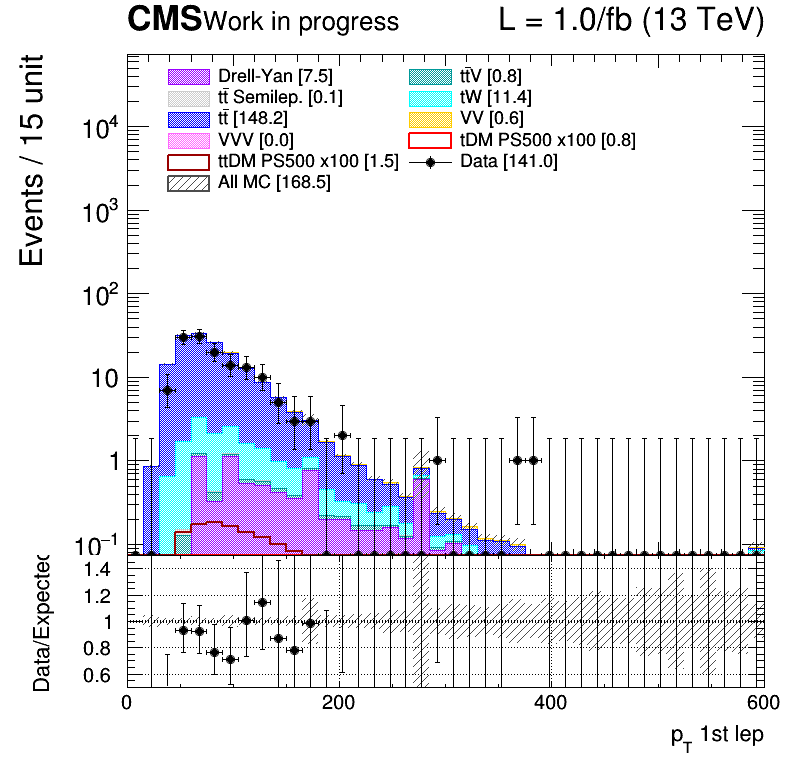 CMS Work in progress L = 1.0/fb (13 TeV)
Events / 15 unit
Drell-Yan [7.5]
tt̄V [0.8]
tt̄ Semilep. [0.1]
tW [11.4]
tt̄ [148.2]
VV [0.6]
VVV [0.0]
tDM PS500 x100 [0.8]
ttDM PS500 x100 [1.5]
Data [141.0]
All MC [168.5]
10⁴
10³
10²
10
1
10⁻¹
Data/Expected
1.4
1.2
1
0.8
0.6
0 200 400 600
p_T 1st lep